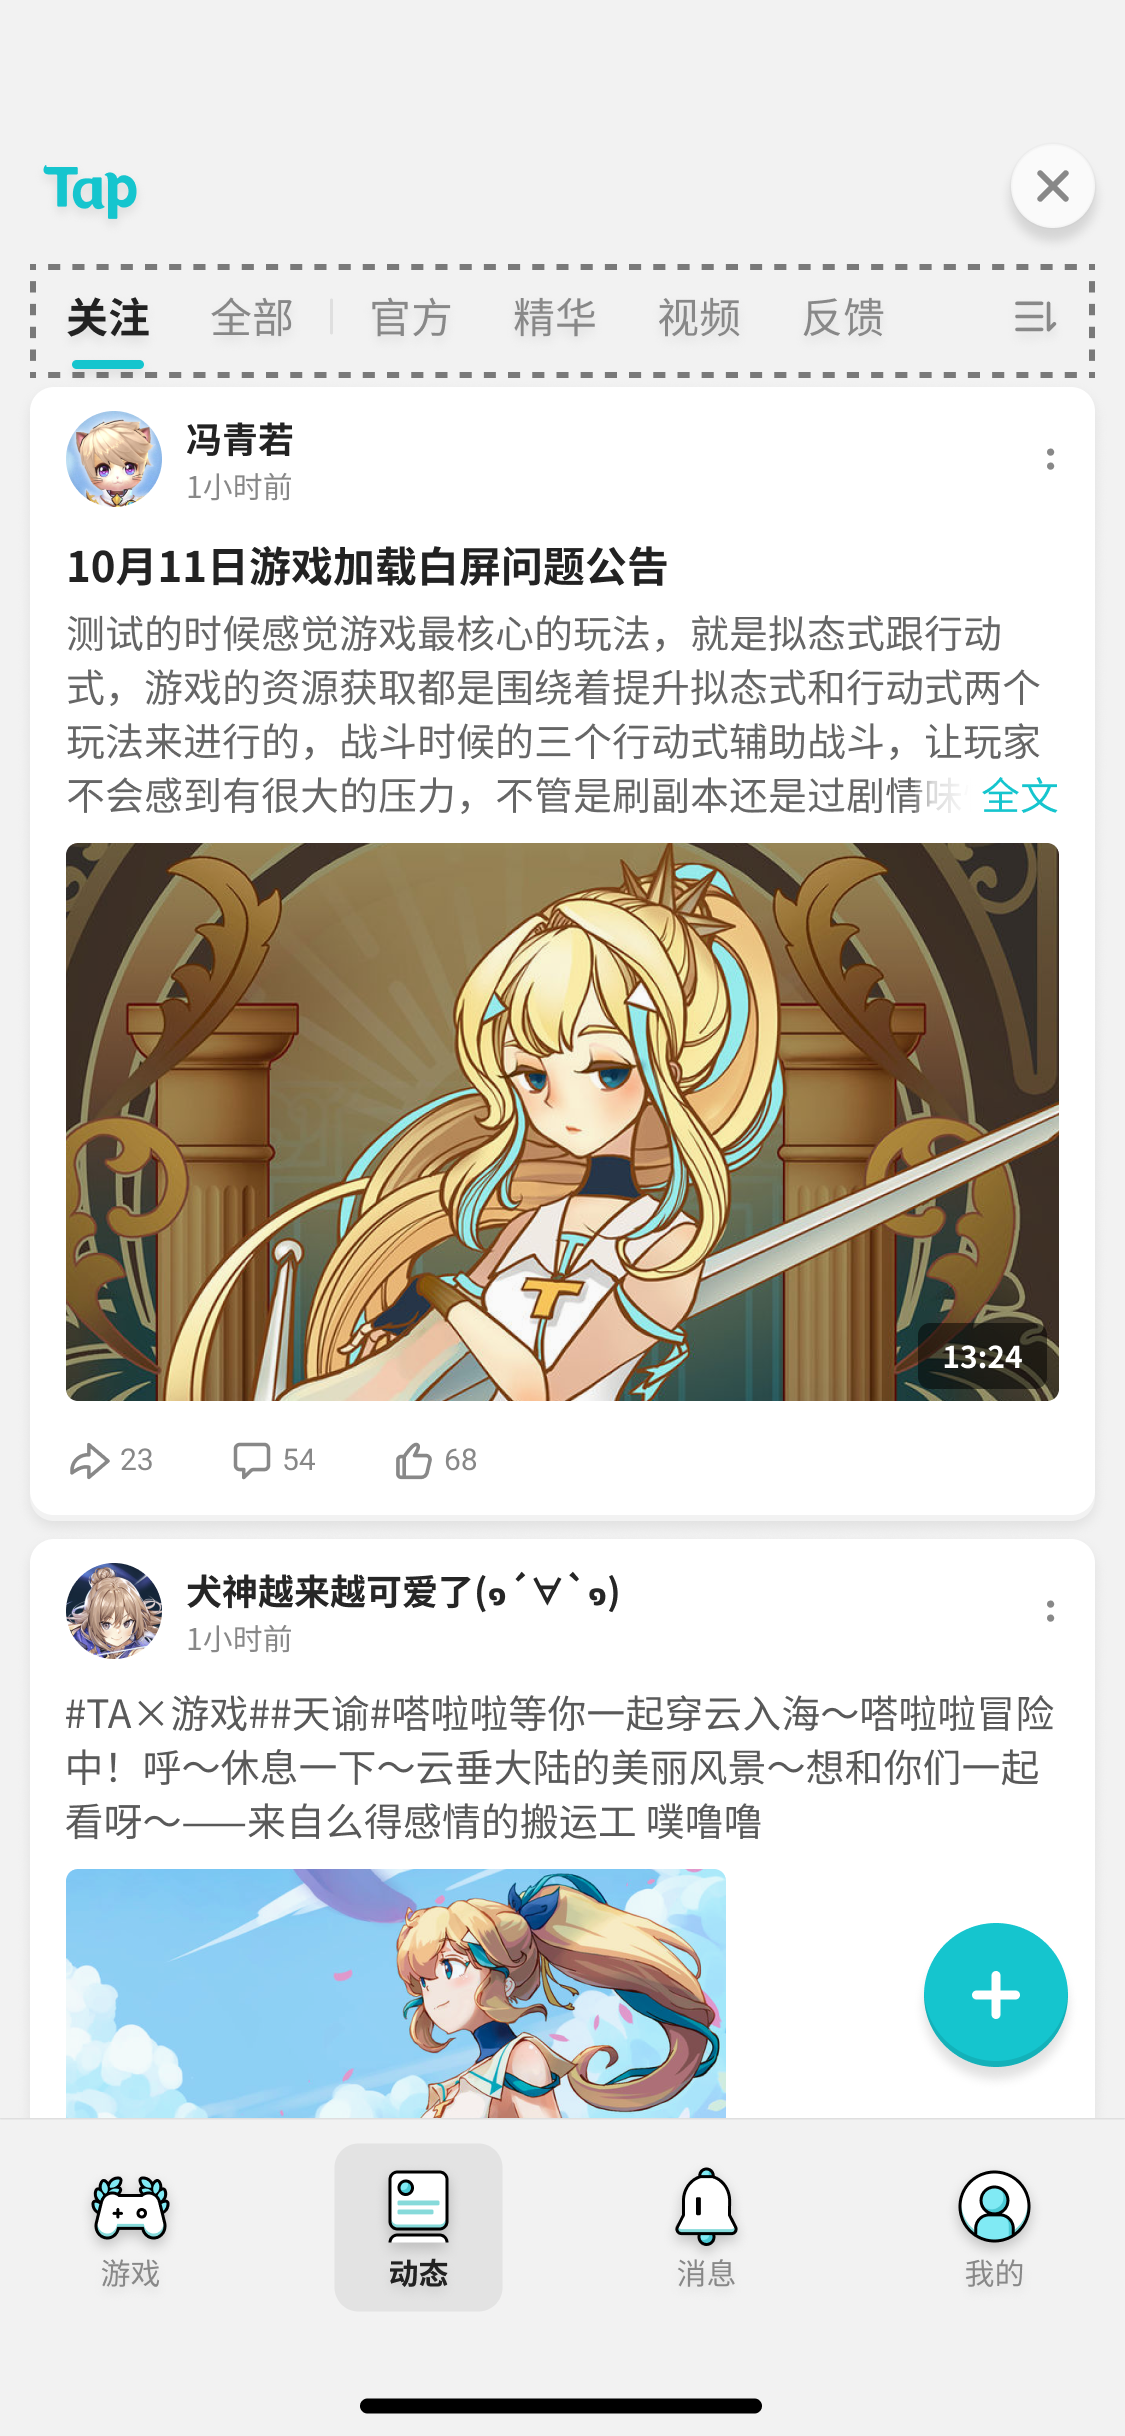 Tap
关注 全部 官方 精华 视频 反馈
冯青若
1小时前
10月11日游戏加载白屏问题公告
测试的时候感觉游戏最核心的玩法，就是拟态式跟行动
式，游戏的资源获取都是围绕着提升拟态式和行动式两个
玩法来进行的，战斗时候的三个行动式辅助战斗，让玩家
不会感到有很大的压力，不管是刷副本还是过剧情味 全文
13:24
23 54 68
犬神越来越可爱了(๑´∀`๑)
1小时前
#TA×游戏##天谕#嗒啦啦等你一起穿云入海～嗒啦啦冒险
中！呼～休息一下～云垂大陆的美丽风景～想和你们一起
看呀～——来自么得感情的搬运工 噗噜噜
游戏 动态 消息 我的